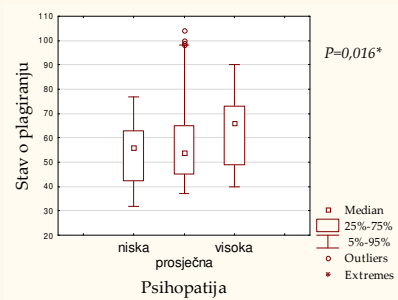 110
100
90
80
70
60
50
40
30
20
Stav o plagiranju
niska
visoka
prosječna
Psihopatija
P=0,016*
Median
25%-75%
5%-95%
Outliers
Extremes